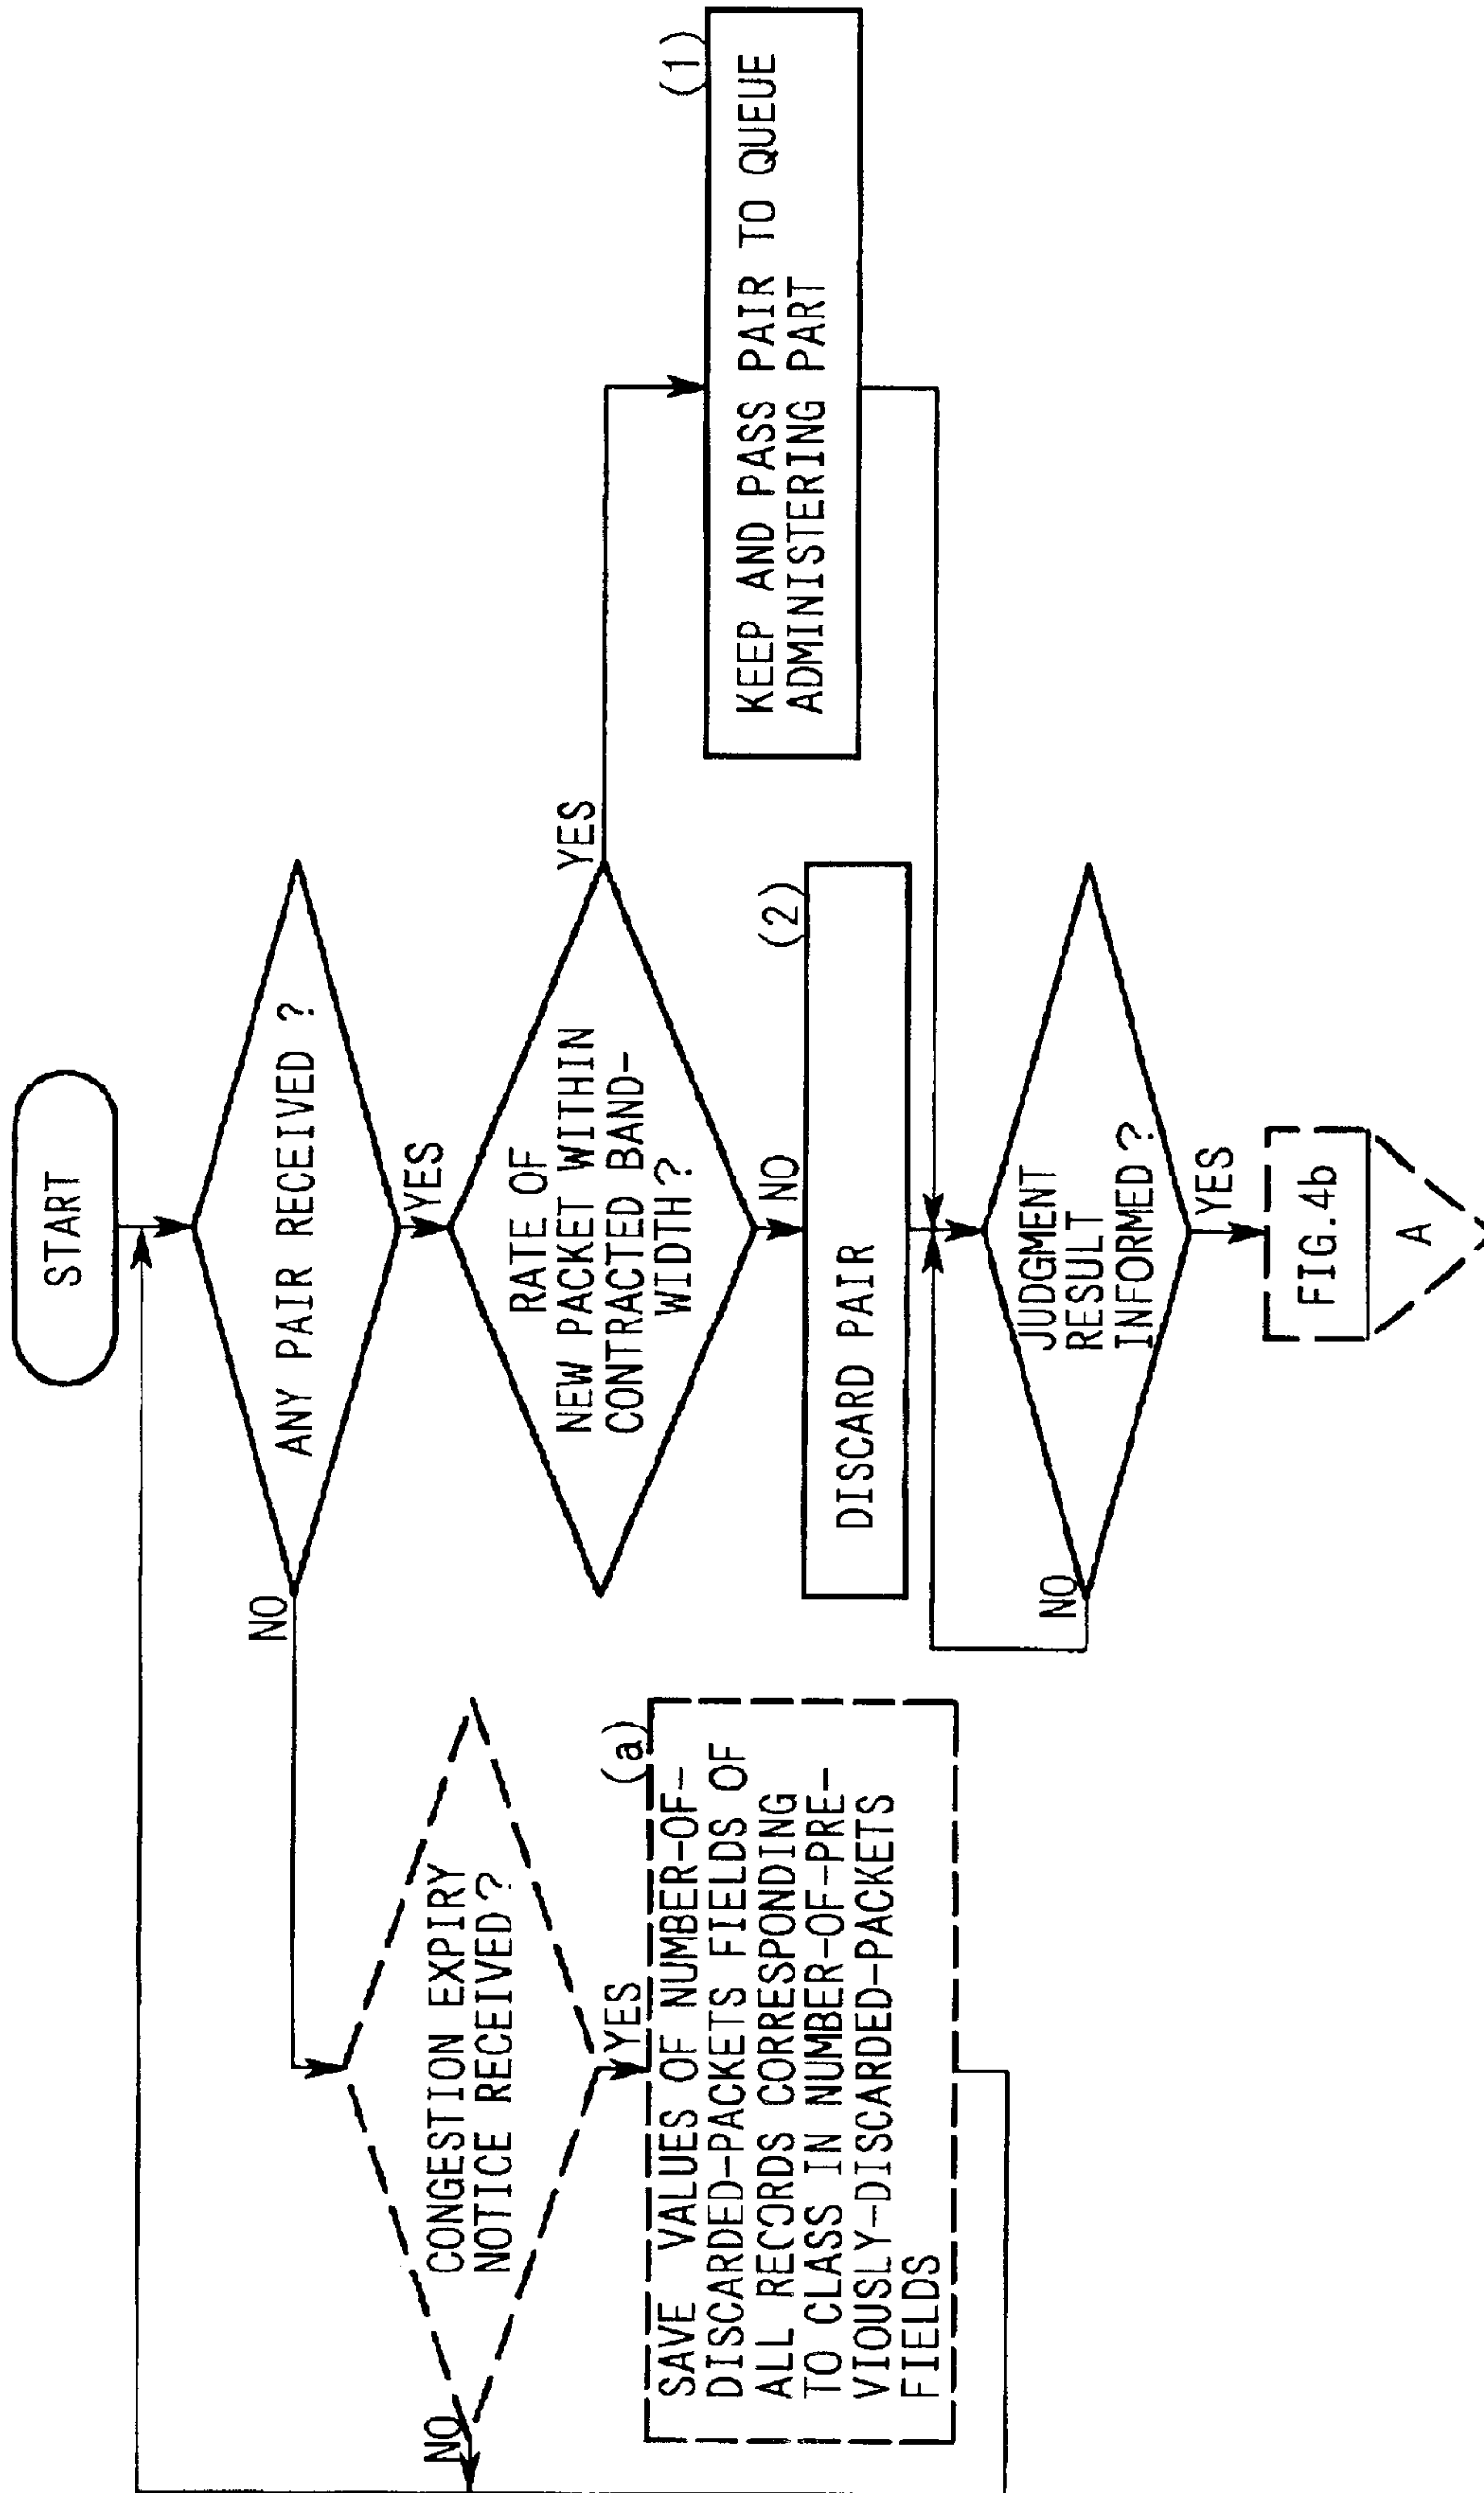 START
ANY PAIR RECEIVED ?
NO
YES
CONGESTION EXPIRY
NOTICE RECEIVED ?
NO
YES
(a)
SAVE VALUES OF NUMBER-OF-
DISCARDED-PACKETS FIELDS OF
ALL RECORDS CORRESPONDING
TO CLASS IN NUMBER-OF-PRE-
VIOUSLY-DISCARDED-PACKETS
FIELDS
RATE OF
NEW PACKET WITHIN
CONTRACTED BAND-
WIDTH ?
YES
NO
(1)
KEEP AND PASS PAIR TO QUEUE
ADMINISTERING PART
(2)
DISCARD PAIR
JUDGMENT
RESULT
INFORMED ?
NO
YES
FIG.4b
A